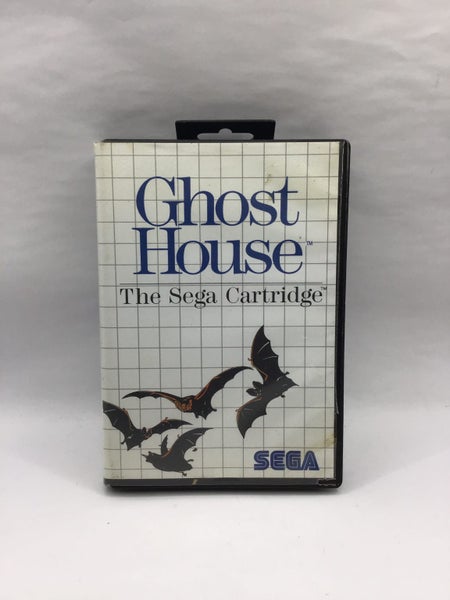 Ghost
House™
The Sega Cartridge™
SEGA